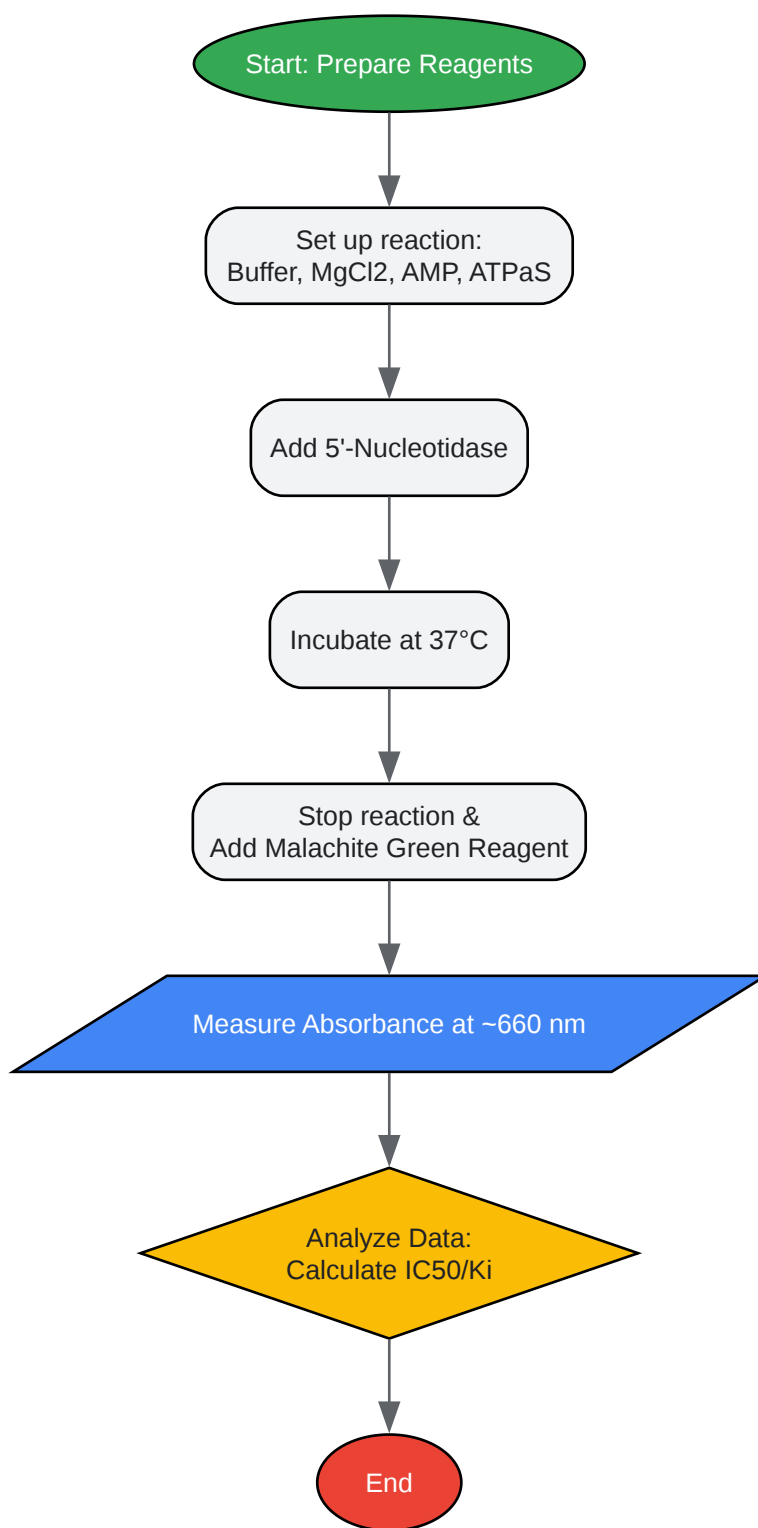 Start: Prepare Reagents
Set up reaction:
Buffer, MgCl2, AMP, ATPaS
Add 5'-Nucleotidase
Incubate at 37°C
Stop reaction &
Add Malachite Green Reagent
Measure Absorbance at ~660 nm
Analyze Data:
Calculate IC50/Ki
End